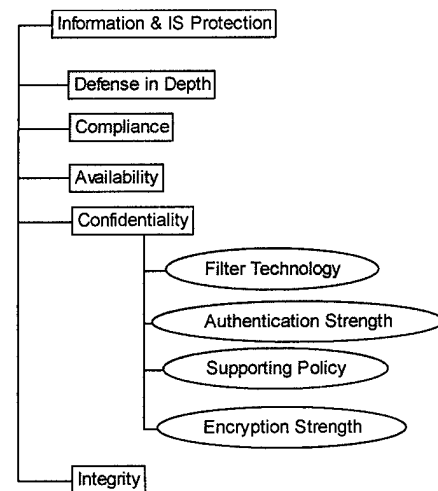 Information & IS Protection
Defense in Depth
Compliance
Availability
Confidentiality
Filter Technology
Authentication Strength
Supporting Policy
Encryption Strength
Integrity